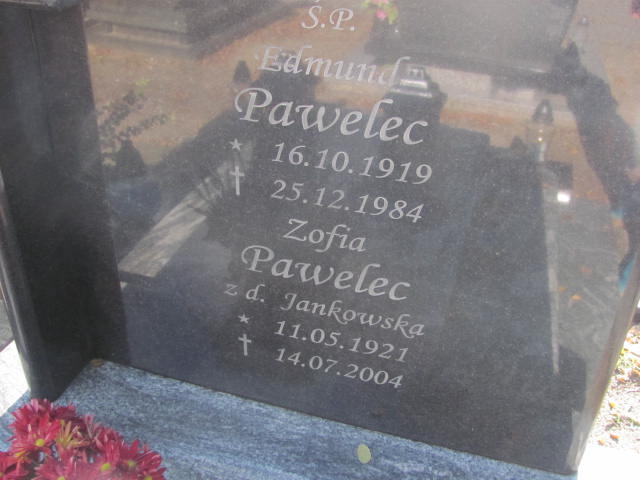 Ś.P.
Edmund
Pawelec
* 16.10.1919
✝ 25.12.1984
Zofia
Pawelec
z d. Jankowska
* 11.05.1921
✝ 14.07.2004